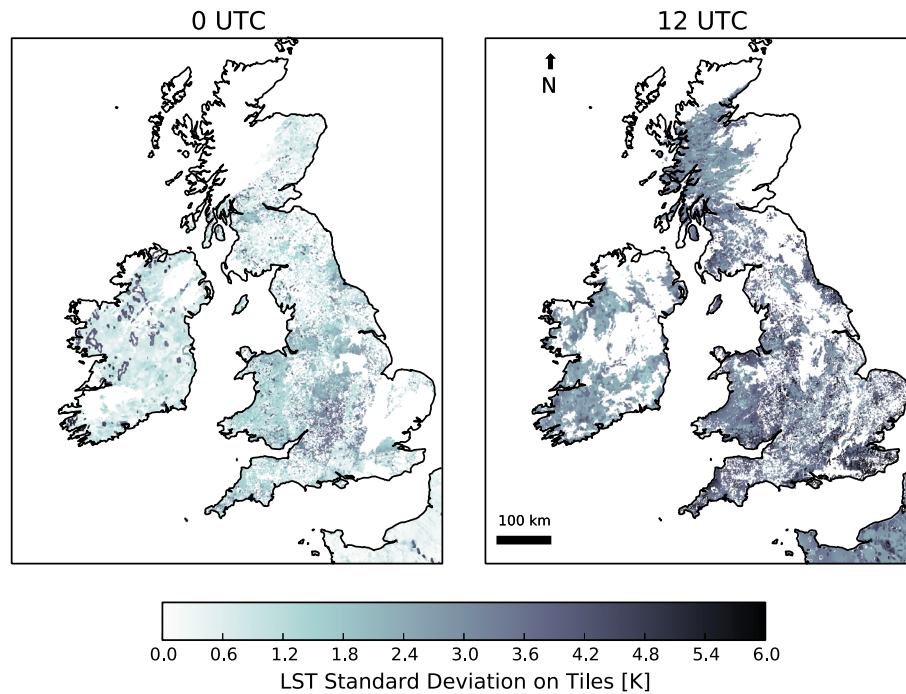 0 UTC
12 UTC
N
100 km
0.0 0.6 1.2 1.8 2.4 3.0 3.6 4.2 4.8 5.4 6.0
LST Standard Deviation on Tiles [K]